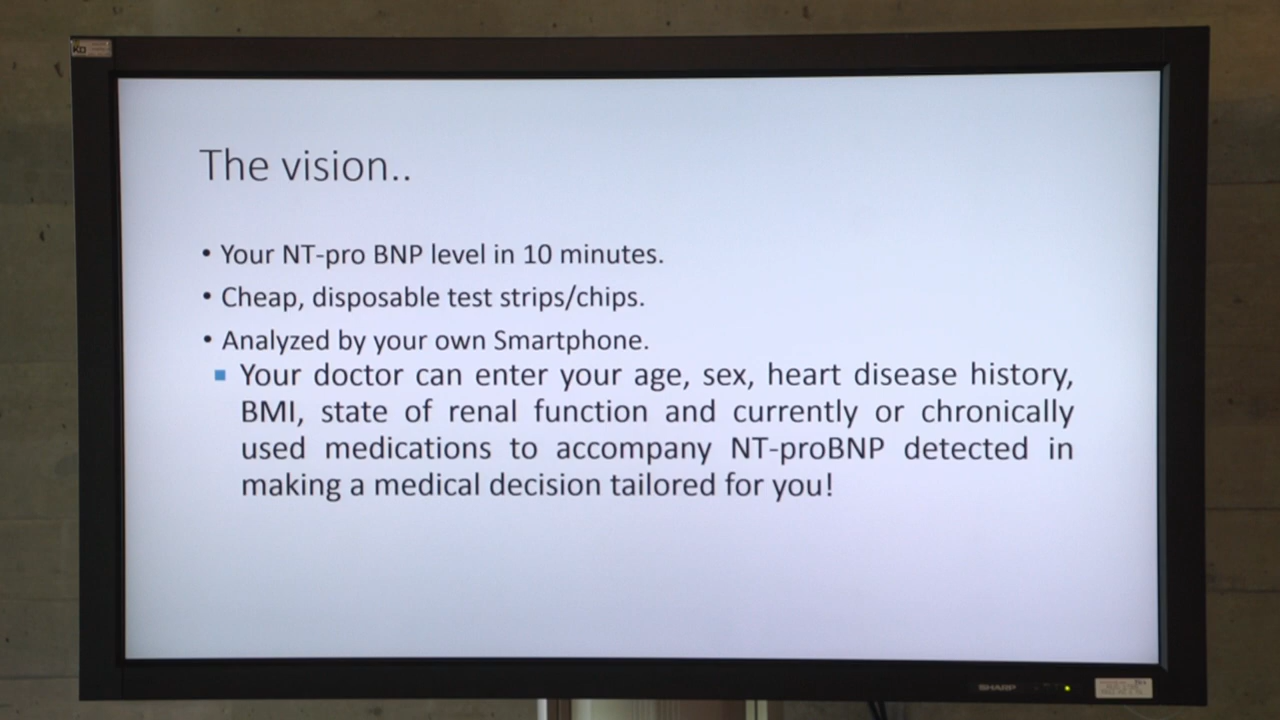 The vision..
• Your NT-pro BNP level in 10 minutes.
• Cheap, disposable test strips/chips.
• Analyzed by your own Smartphone.
▪ Your doctor can enter your age, sex, heart disease history,
BMI, state of renal function and currently or chronically
used medications to accompany NT-proBNP detected in
making a medical decision tailored for you!
SHARP